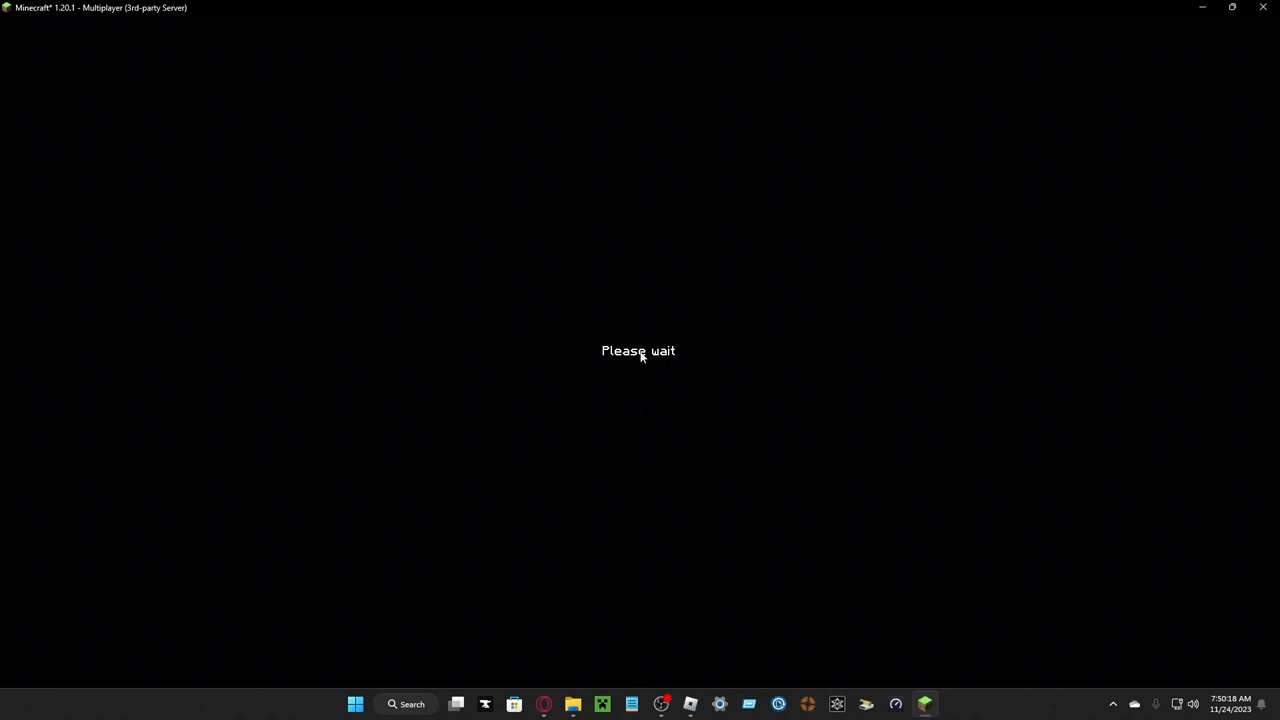 Minecraft* 1.20.1 - Multiplayer (3rd-party Server)
Please wait
Search
7:50:18 AM
11/24/2023